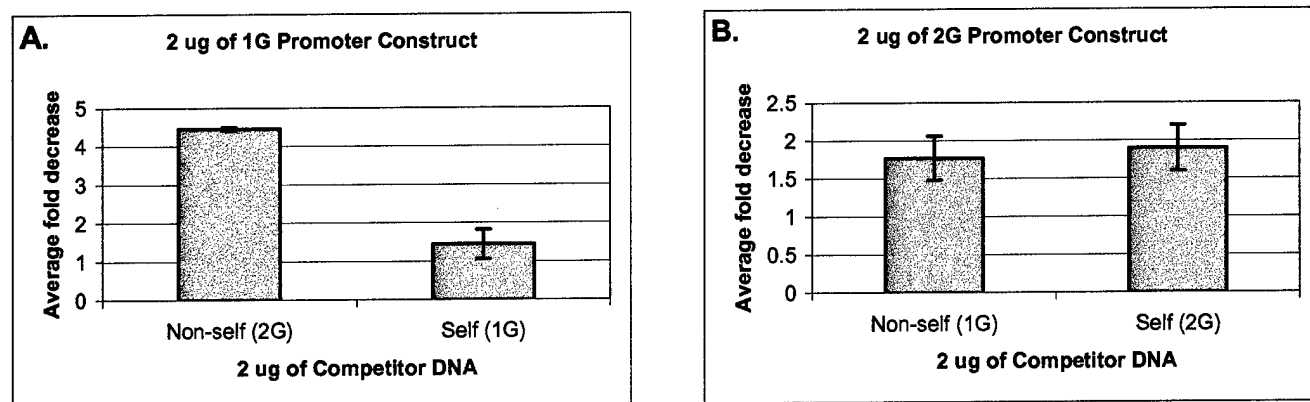 A.
2 ug of 1G Promoter Construct
Average fold decrease
5
4
3
2
1
0
Non-self (2G)
Self (1G)
2 ug of Competitor DNA
B.
2 ug of 2G Promoter Construct
Average fold decrease
2.5
2
1.5
1
0.5
0
Non-self (1G)
Self (2G)
2 ug of Competitor DNA